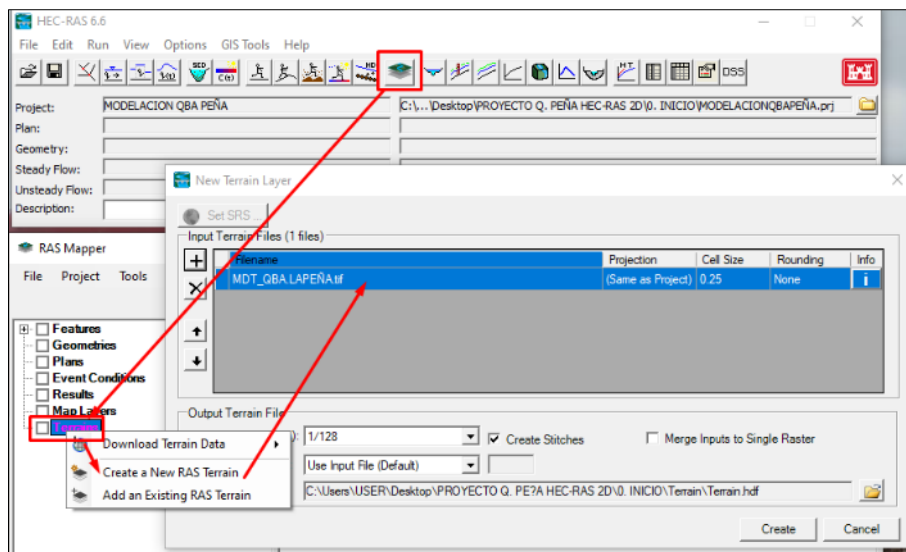 HEC-RAS 6.6
File Edit Run View Options GIS Tools Help
SED C(t) HD H.T. DSS
Project: MODELACION QBA PEÑA C:\...\Desktop\PROYECTO Q. PEÑA HEC-RAS 2D\0. INICIO\MODELACIONQBAPEÑA.prj
Plan:
Geometry:
Steady Flow:
Unsteady Flow:
Description:
New Terrain Layer
Set SRS ...
Input Terrain Files (1 files)
Filename Projection Cell Size Rounding Info
MDT_QBA.LAPEÑA.tif (Same as Project) 0.25 None i
RAS Mapper
File Project Tools
Features
Geometries
Plans
Event Conditions
Results
Map Layers
Terrains
Download Terrain Data
Create a New RAS Terrain
Add an Existing RAS Terrain
Output Terrain File
1/128 Create Stitches Merge Inputs to Single Raster
Use Input File (Default)
C:\Users\USER\Desktop\PROYECTO Q. PE?A HEC-RAS 2D\0. INICIO\Terrain\Terrain.hdf
Create Cancel